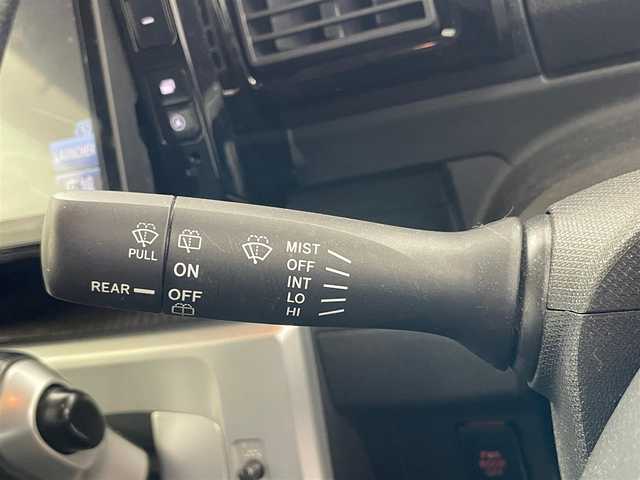 PULL
REAR
ON
OFF
MIST
OFF
INT
LO
HI